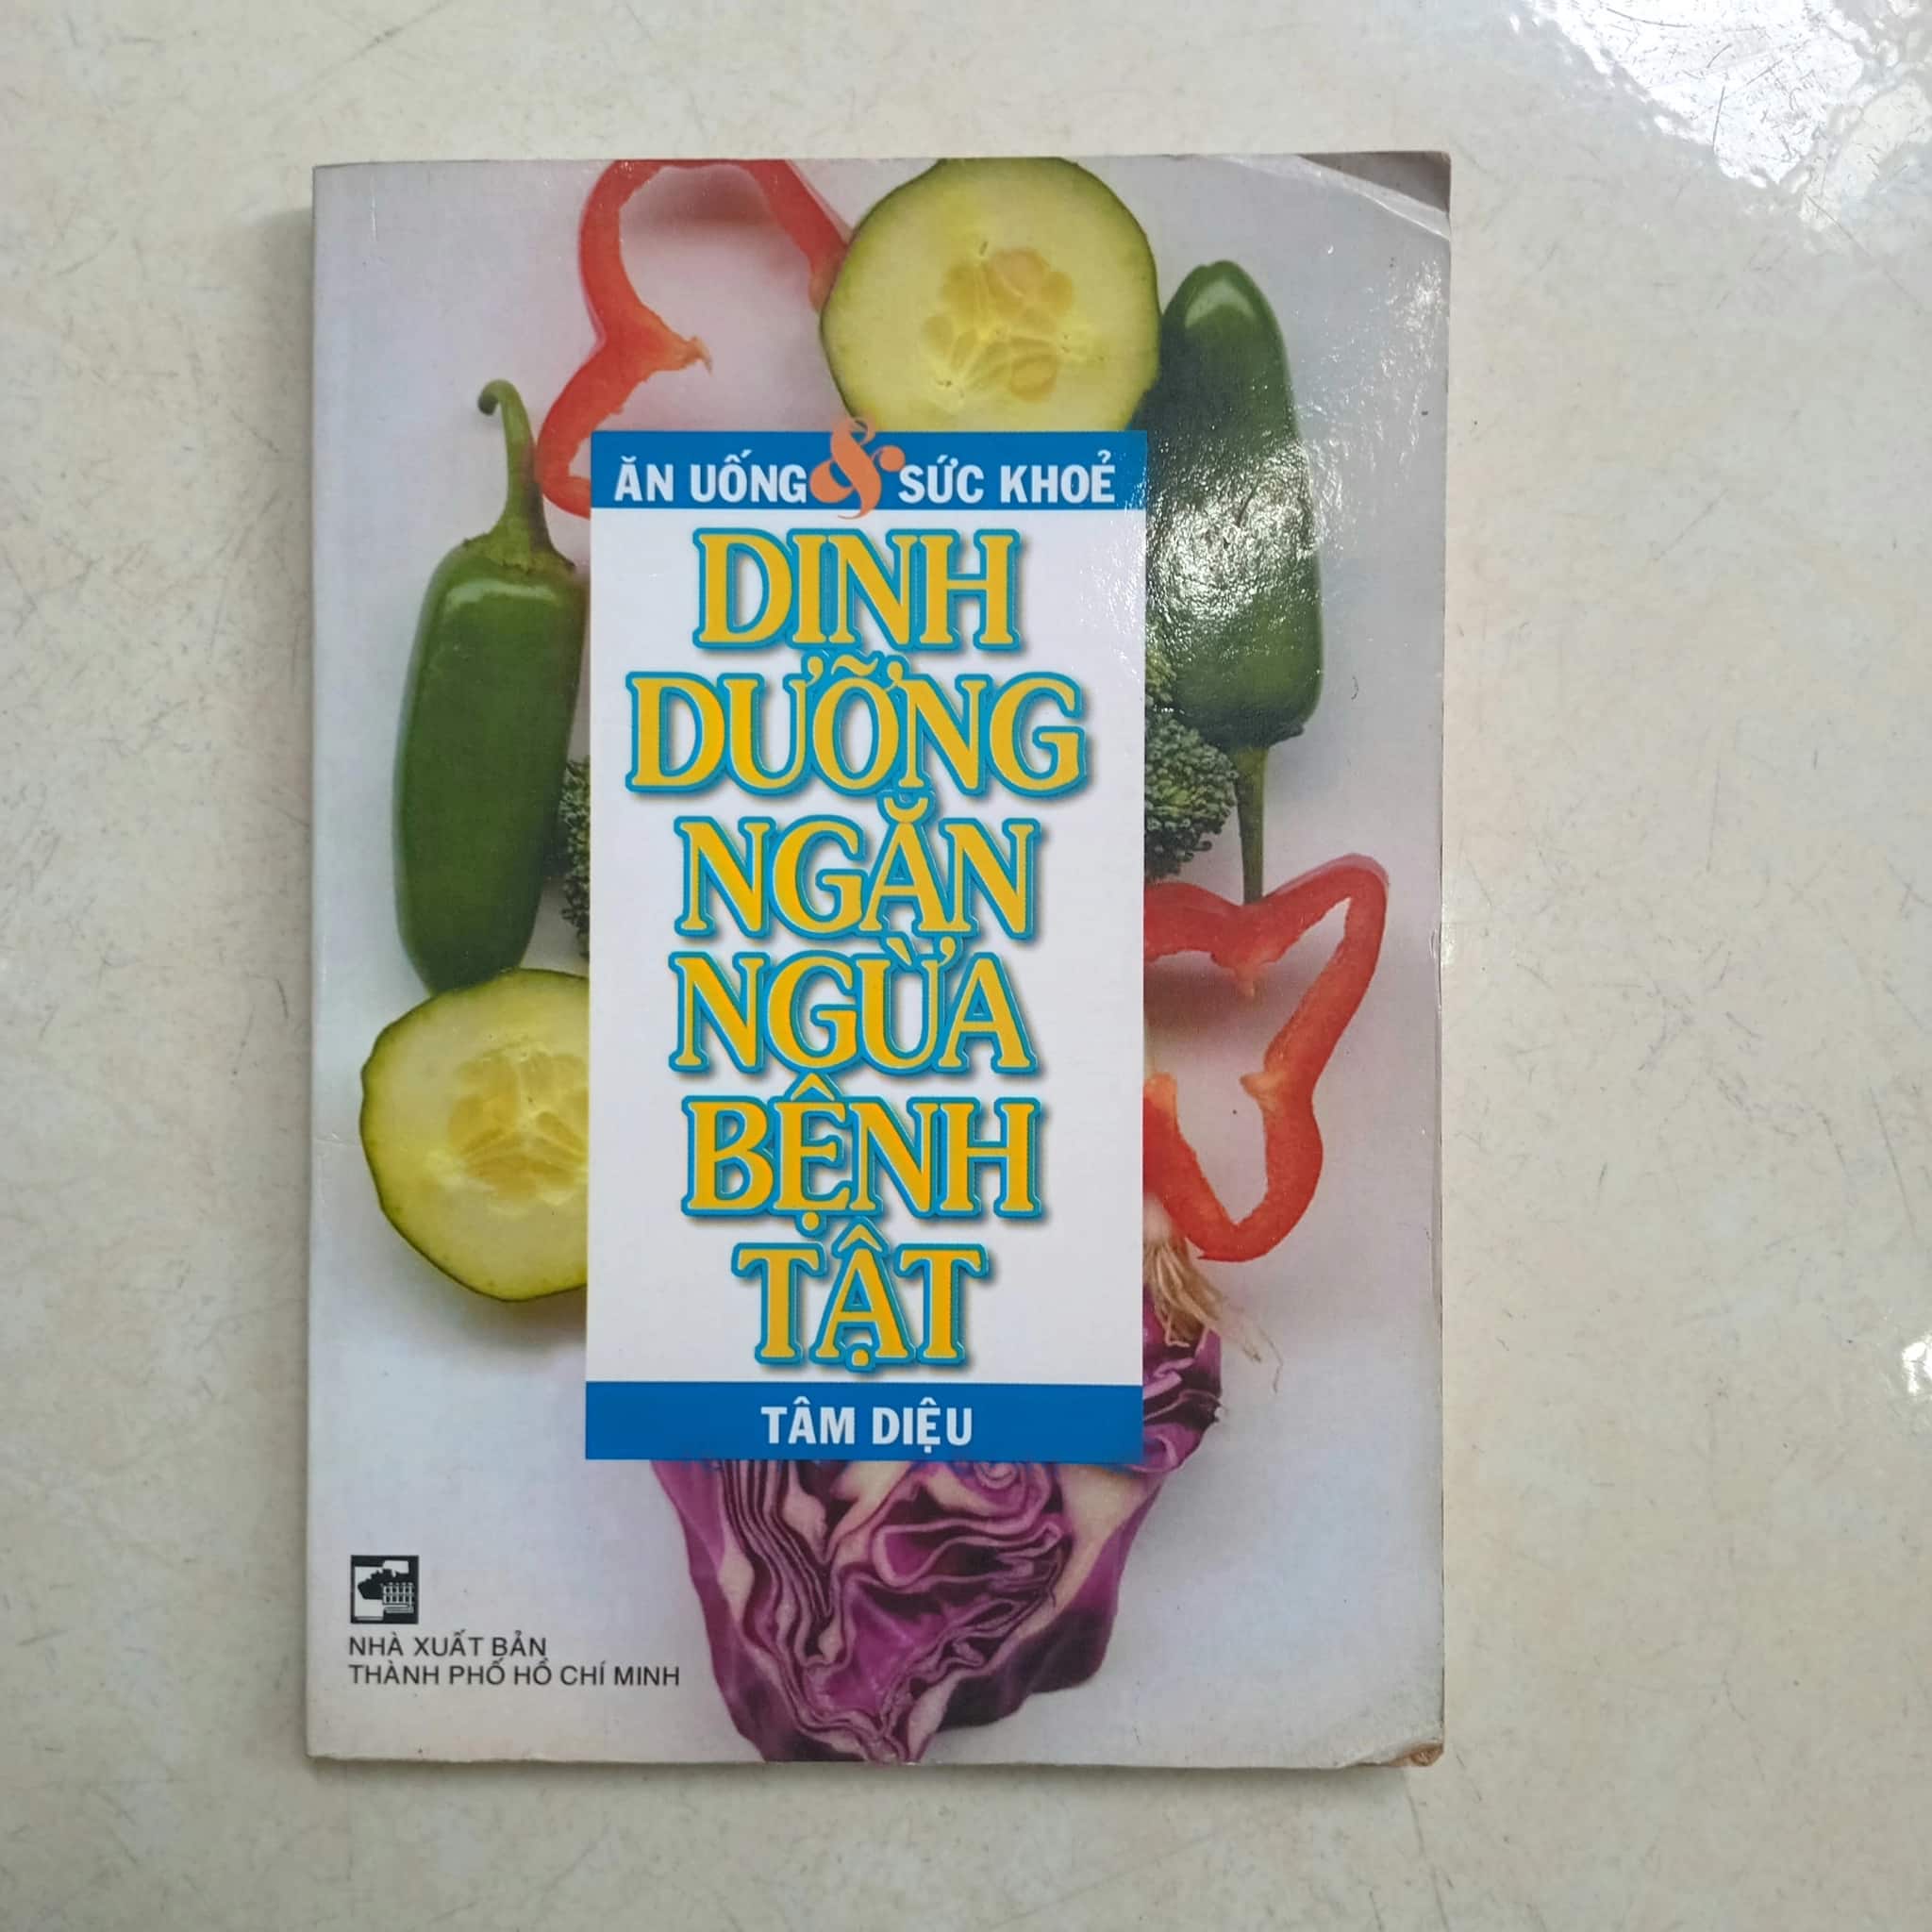 ĂN UỐNG & SỨC KHOẺ
DINH
DƯỠNG
NGĂN
NGỪA
BỆNH
TẬT
TÂM DIỆU
NHÀ XUẤT BẢN
THÀNH PHỐ HỒ CHÍ MINH